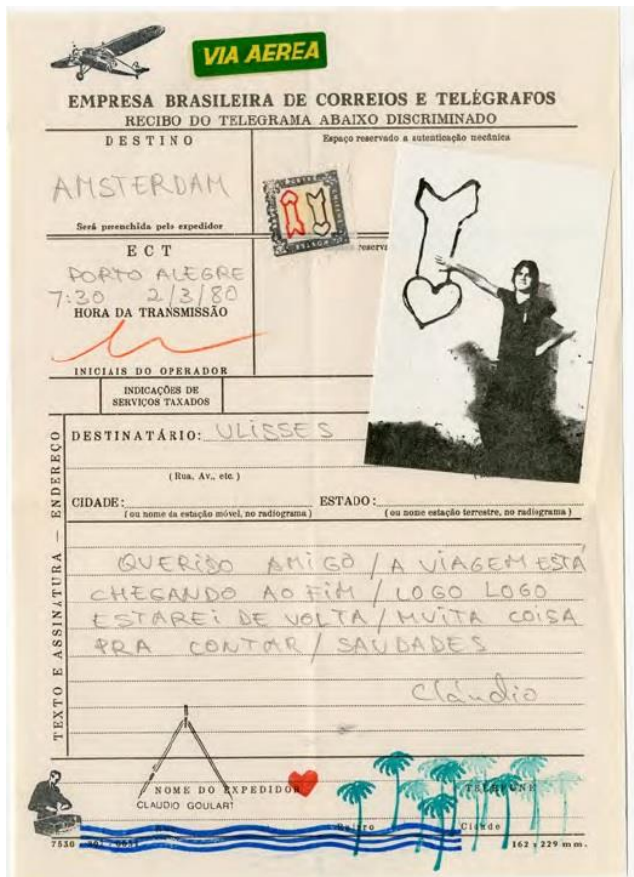 VIA AEREA
EMPRESA BRASILEIRA DE CORREIOS E TELÉGRAFOS
RECIBO DO TELEGRAMA ABAIXO DISCRIMINADO
DESTINO
Espaço reservado a autenticação mecânica
AMSTERDAM
Será preenchida pelo expedidor
ECT
PORTO ALEGRE
7:30 2/3/80
HORA DA TRANSMISSÃO
INICIAIS DO OPERADOR
INDICAÇÕES DE
SERVIÇOS TAXADOS
TEXTO E ASSINATURA — ENDEREÇO
DESTINATÁRIO: ULISSES
(Rua, Av., etc.)
CIDADE: ESTADO:
(ou nome da estação móvel, no radiograma) (ou nome estação terrestre, no radiograma)
QUERIDO AMIGO / A VIAGEM ESTÁ
CHEGANDO AO FIM / LOGO LOGO
ESTAREI DE VOLTA / MUITA COISA
PRA CONTAR / SAUDADES
Cláudio
NOME DO EXPEDIDOR TELEFONE
CLAUDIO GOULART
Bairro Cidade
7530 162 x 229 mm.